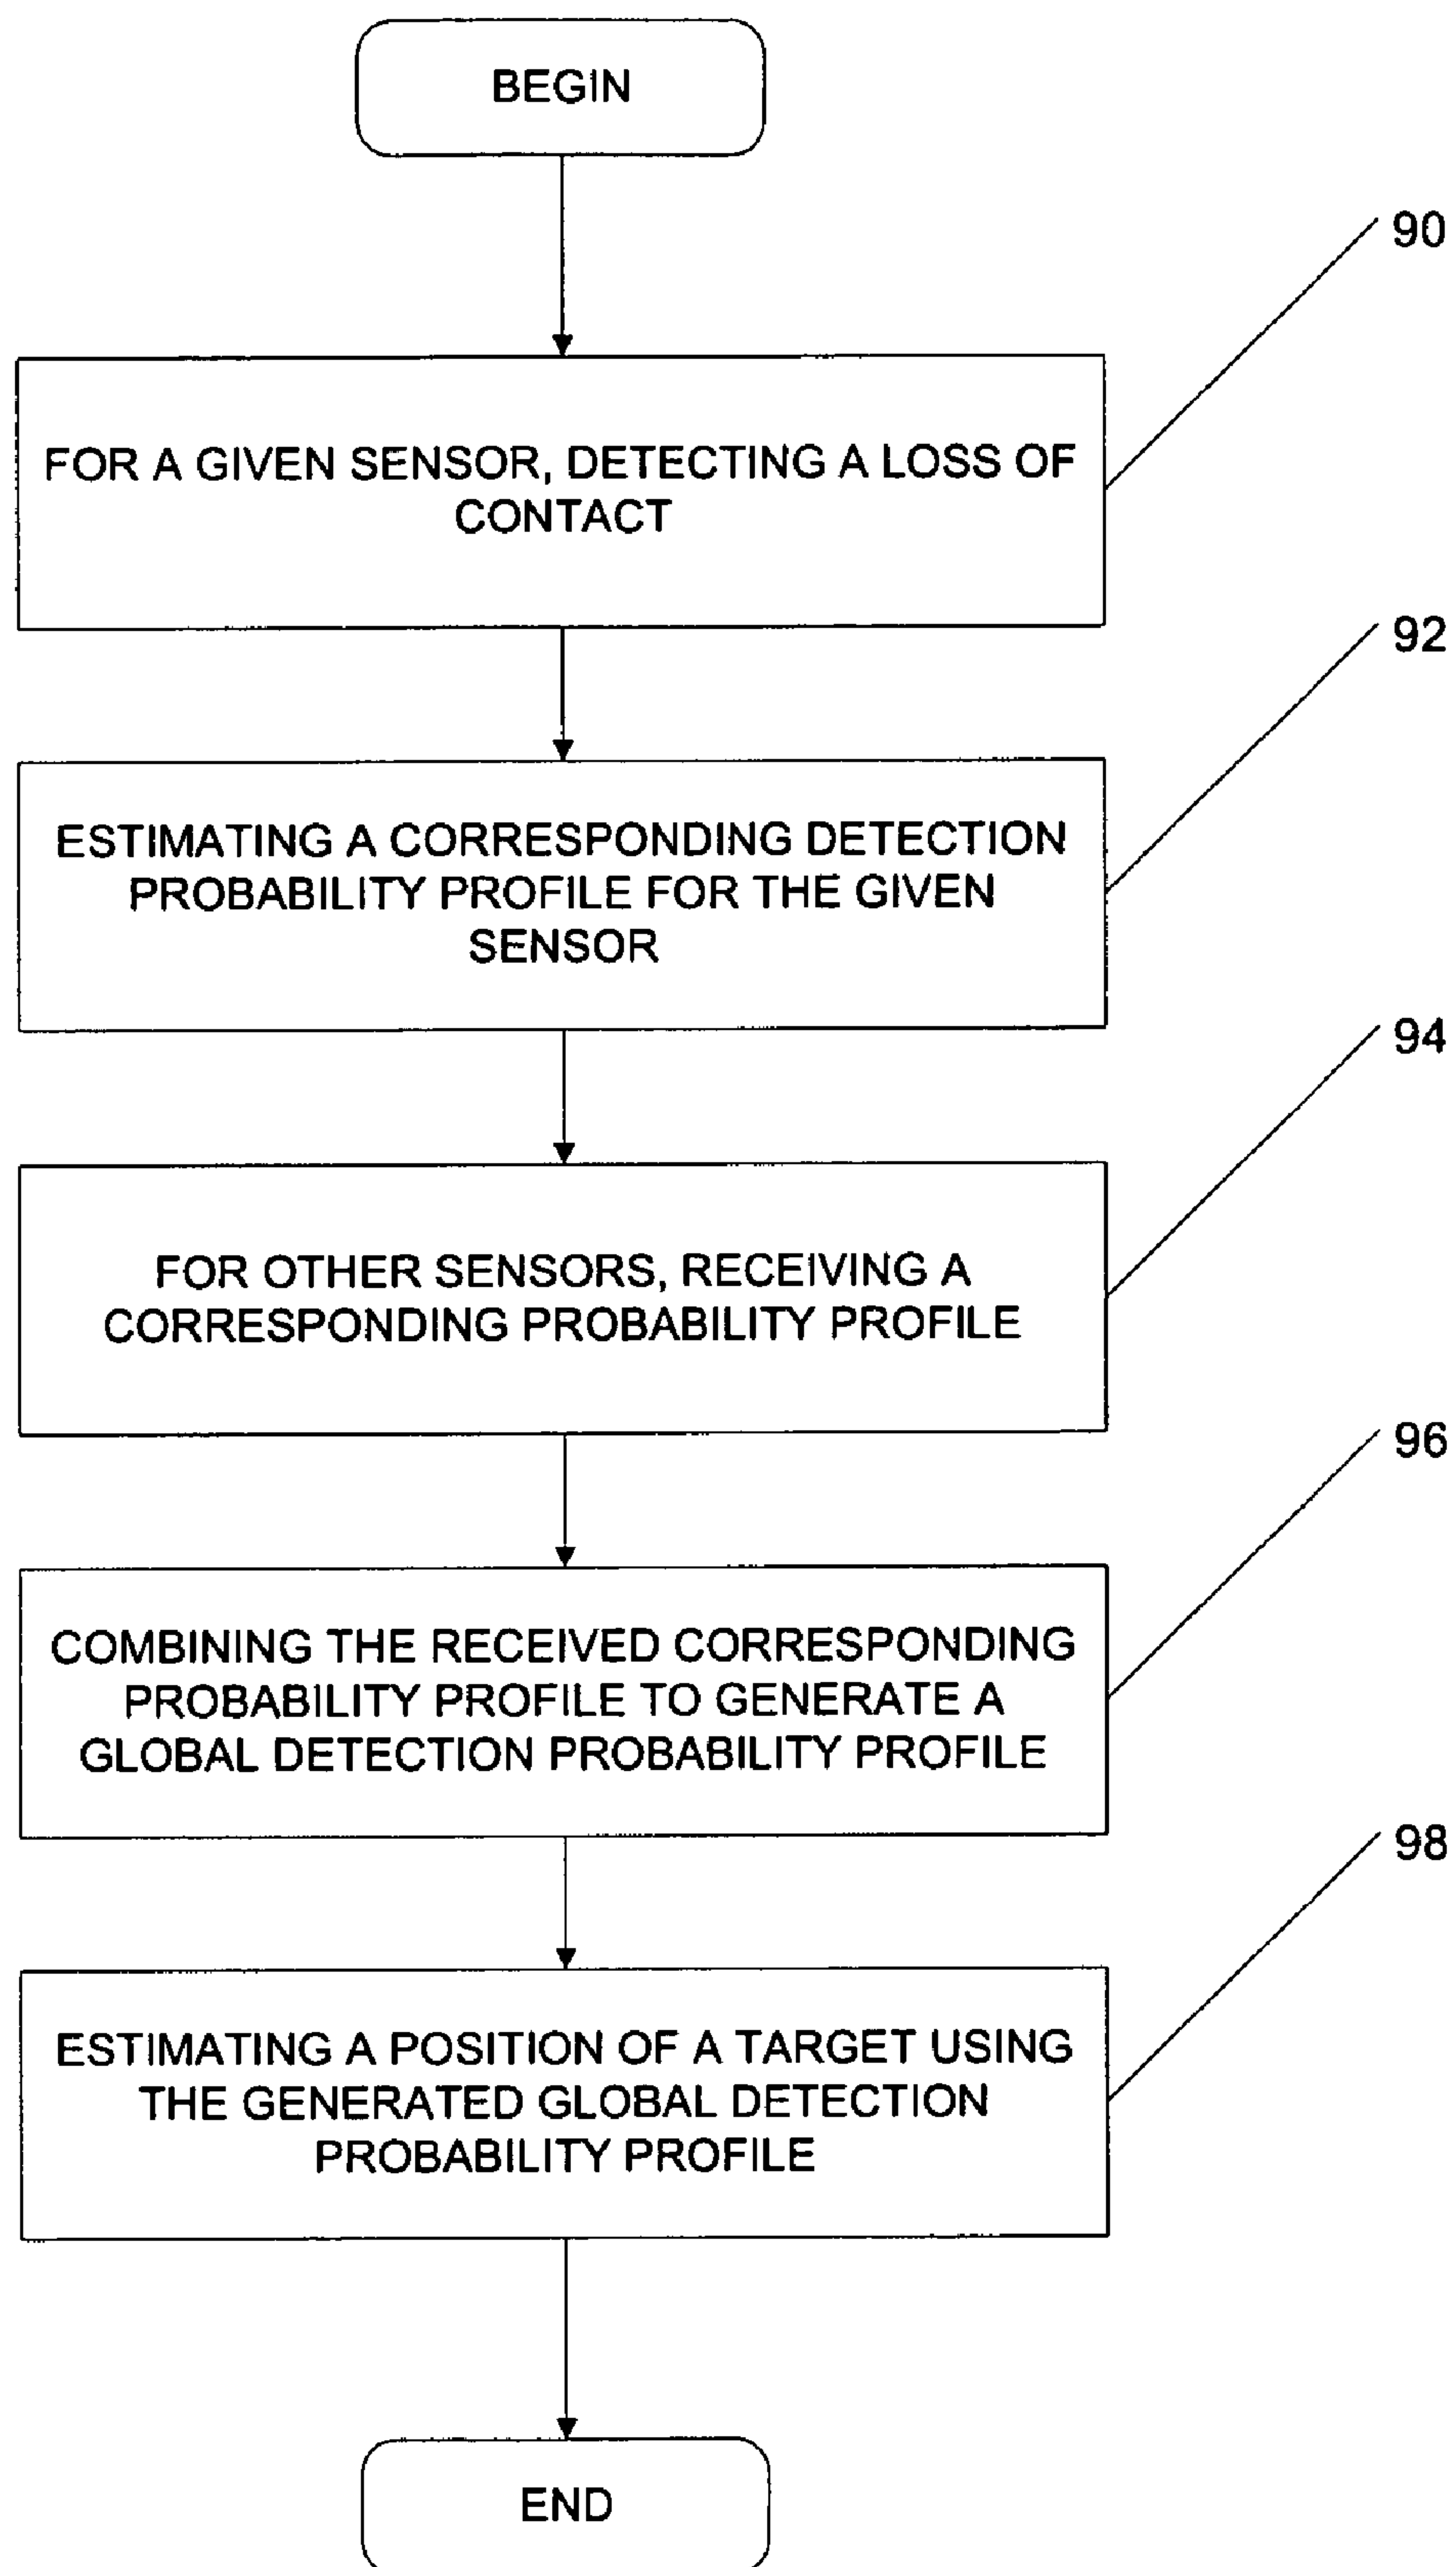 BEGIN
90
FOR A GIVEN SENSOR, DETECTING A LOSS OF
CONTACT
92
ESTIMATING A CORRESPONDING DETECTION
PROBABILITY PROFILE FOR THE GIVEN
SENSOR
94
FOR OTHER SENSORS, RECEIVING A
CORRESPONDING PROBABILITY PROFILE
96
COMBINING THE RECEIVED CORRESPONDING
PROBABILITY PROFILE TO GENERATE A
GLOBAL DETECTION PROBABILITY PROFILE
98
ESTIMATING A POSITION OF A TARGET USING
THE GENERATED GLOBAL DETECTION
PROBABILITY PROFILE
END